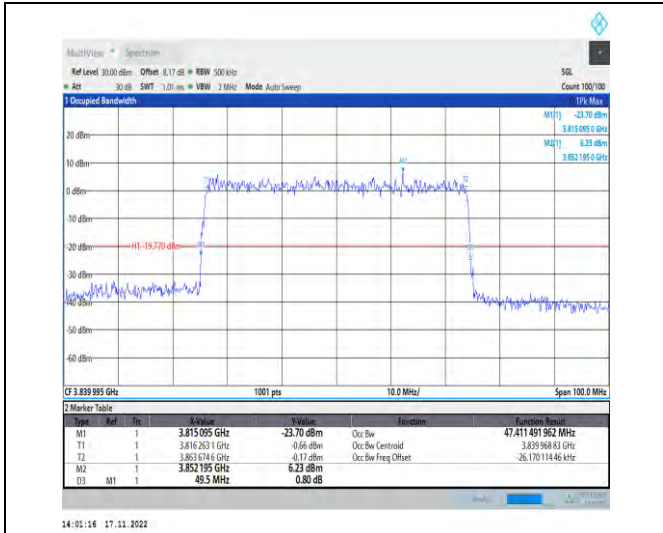 MultiView Spectrum
Ref Level 30.00 dBm Offset 8.17 dB RBW 500 kHz SGL
Att 30 dB SWT 1.01 ms VBW 2 MHz Mode Auto Sweep Count 100/100
1 Occupied Bandwidth 1Pk Max
M1[1] -23.70 dBm
3.815 095 0 GHz
M2[1] 6.23 dBm
3.852 195 0 GHz
20 dBm
10 dBm
M2
T1 T2
0 dBm
-10 dBm
-20 dBm H1 -19.770 dBm
-30 dBm
-40 dBm
-50 dBm
-60 dBm
CF 3.839 995 GHz 1001 pts 10.0 MHz/ Span 100.0 MHz
2 Marker Table
Type Ref Trc X-Value Y-Value Function Function Result
M1 1 3.815 095 GHz -23.70 dBm Occ Bw 47.411 491 962 MHz
T1 1 3.816 263 1 GHz -0.66 dBm Occ Bw Centroid 3.839 968 83 GHz
T2 1 3.863 674 6 GHz -0.17 dBm Occ Bw Freq Offset -26.170 114 46 kHz
M2 1 3.852 195 GHz 6.23 dBm
D3 M1 1 49.5 MHz 0.80 dB
14:01:16 17.11.2022